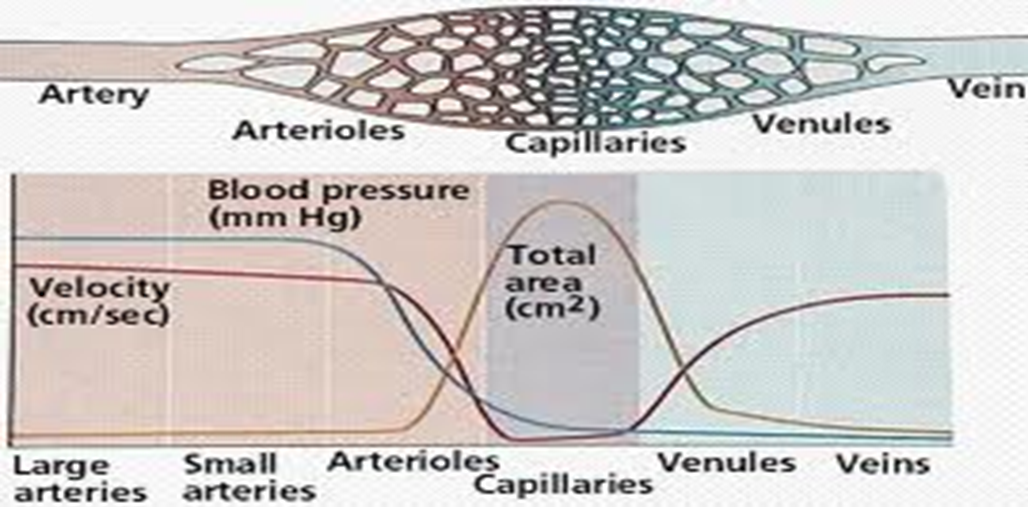 Artery
Vein
Arterioles
Capillaries
Venules
Blood pressure
(mm Hg)
Velocity
(cm/sec)
Total
area
(cm²)
Large
arteries
Small
arteries
Arterioles
Capillaries
Venules
Veins